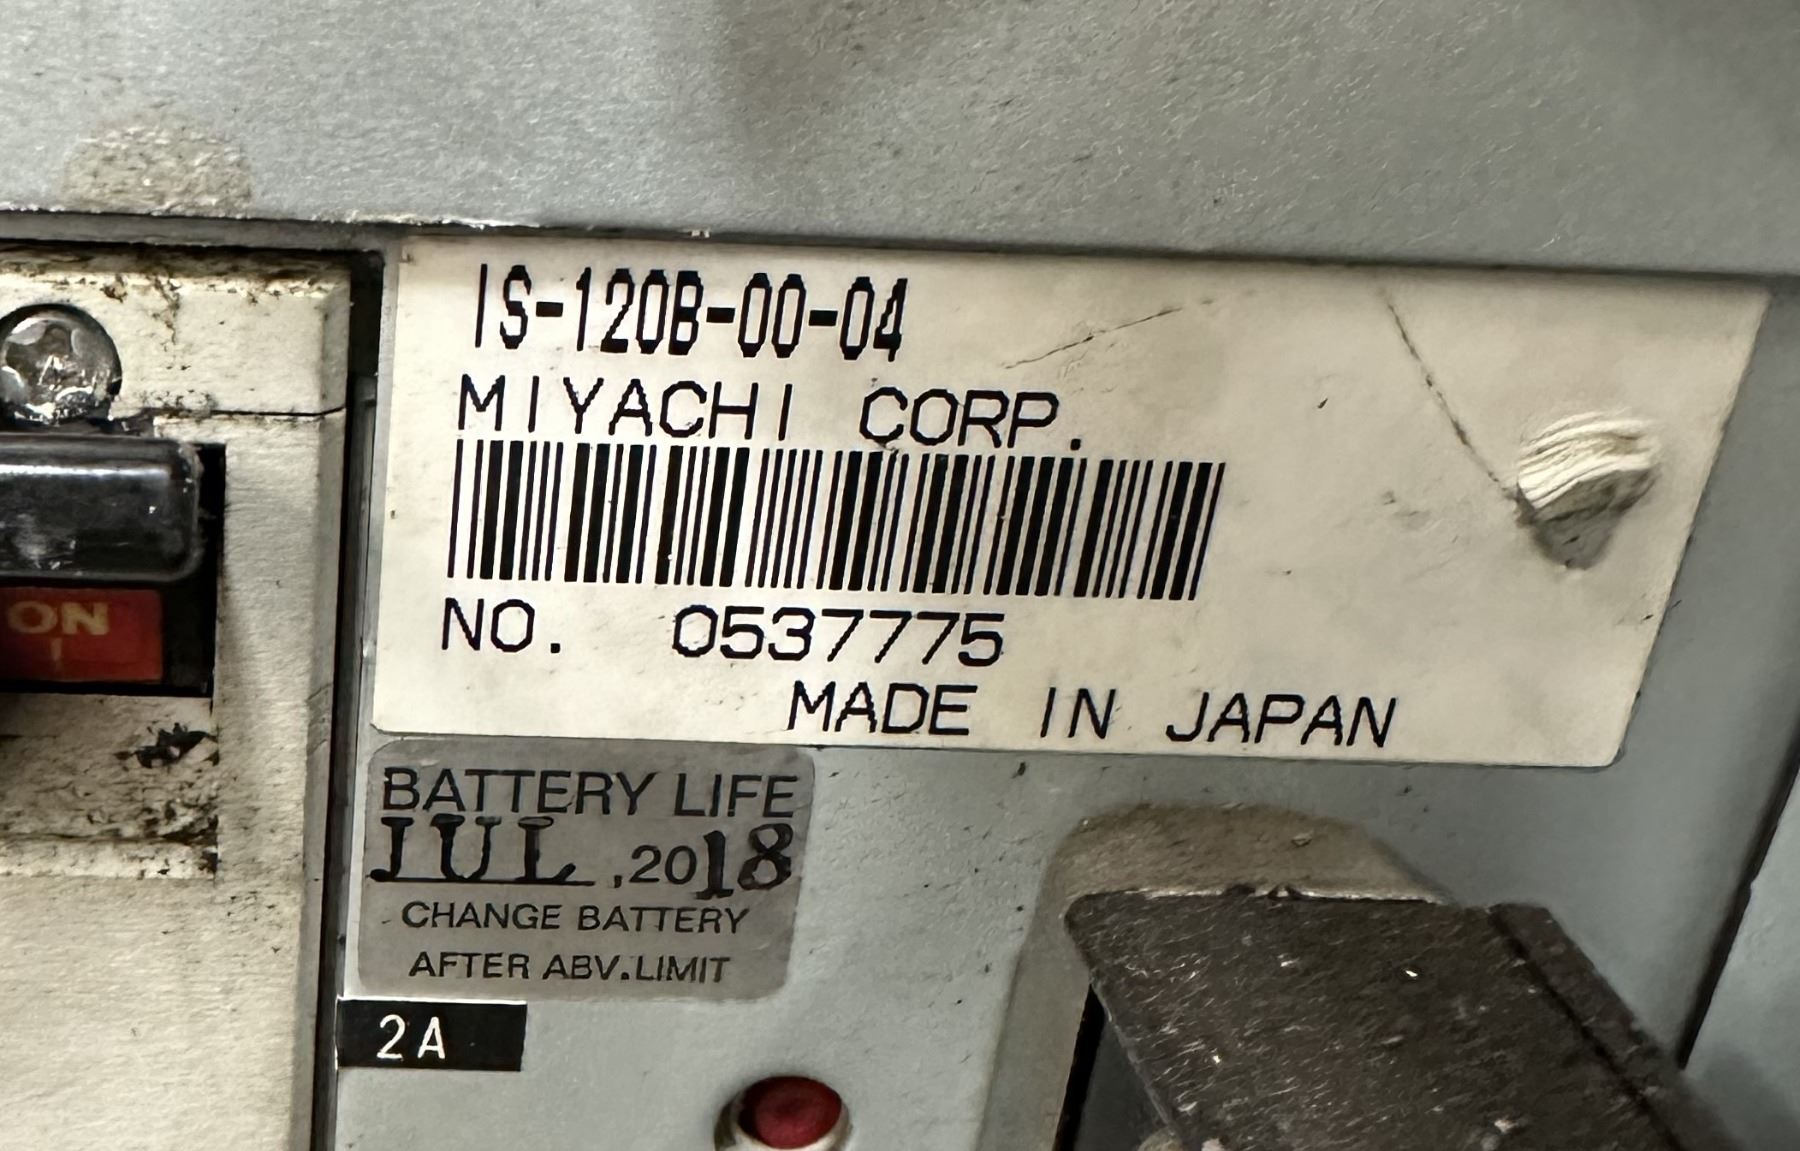 IS-120B-00-04
MIYACHI CORP.
NO. 0537775
MADE IN JAPAN
ON
I
BATTERY LIFE
JUL,2018
CHANGE BATTERY
AFTER ABV.LIMIT
2A